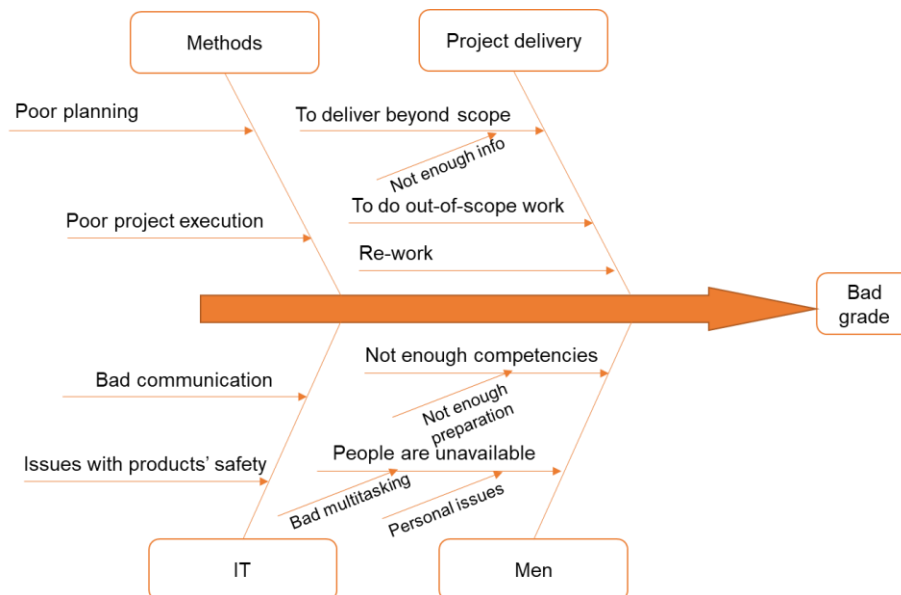 Methods
Project delivery
Poor planning
To deliver beyond scope
Not enough info
Poor project execution
To do out-of-scope work
Re-work
Bad
grade
Not enough competencies
Bad communication
Not enough
preparation
People are unavailable
Issues with products’ safety
Bad multitasking
Personal issues
IT
Men